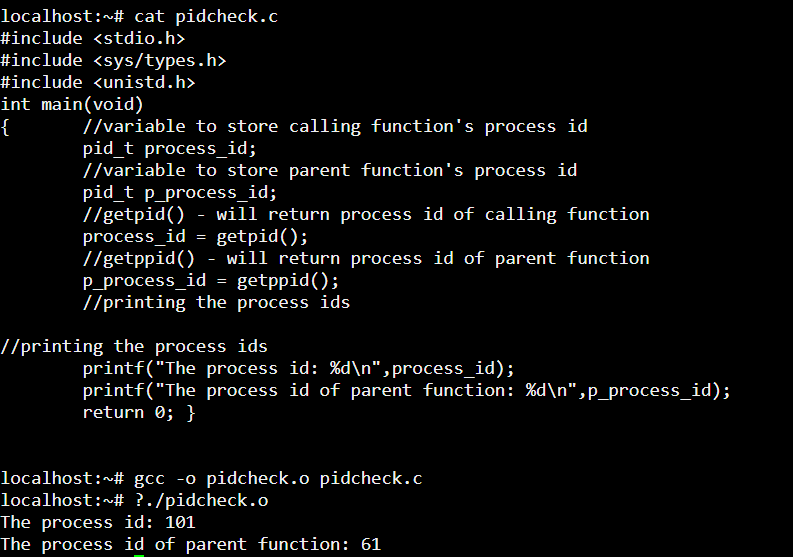 localhost:~# cat pidcheck.c
#include <stdio.h>
#include <sys/types.h>
#include <unistd.h>
int main(void)
{       //variable to store calling function's process id
        pid_t process_id;
        //variable to store parent function's process id
        pid_t p_process_id;
        //getpid() - will return process id of calling function
        process_id = getpid();
        //getppid() - will return process id of parent function
        p_process_id = getppid();
        //printing the process ids

//printing the process ids
        printf("The process id: %d\n",process_id);
        printf("The process id of parent function: %d\n",p_process_id);
        return 0; }

localhost:~# gcc -o pidcheck.o pidcheck.c
localhost:~# ?./pidcheck.o
The process id: 101
The process id of parent function: 61